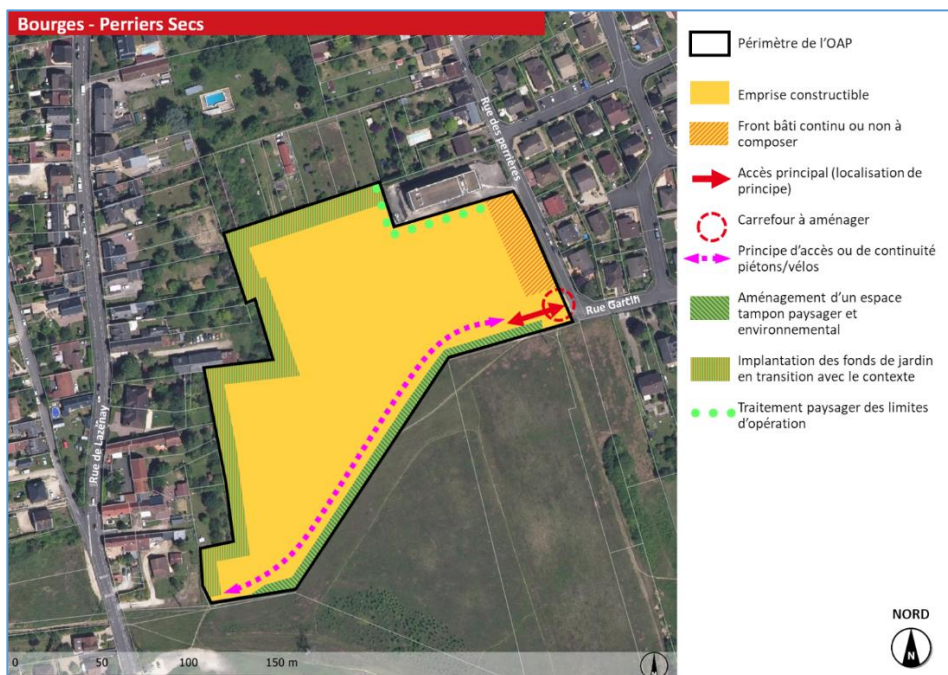 Bourges - Perriers Secs
Rue des perrières
Rue Gartin
Rue de Lazenay
0 50 100 150 m
Périmètre de l'OAP
Emprise constructible
Front bâti continu ou non à
composer
Accès principal (localisation de
principe)
Carrefour à aménager
Principe d'accès ou de continuité
piétons/vélos
Aménagement d'un espace
tampon paysager et
environnemental
Implantation des fonds de jardin
en transition avec le contexte
Traitement paysager des limites
d'opération
NORD
N